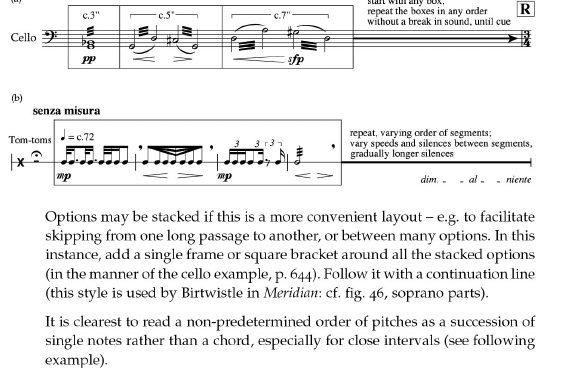 (a)
start with any box,
repeat the boxes in any order
without a break in sound, until cue
R
c.3" c.5" c.7"
Cello
3
4
pp sfp
(b)
senza misura
Tom-toms
♩ = c.72
3 3 3
repeat, varying order of segments;
vary speeds and silences between segments,
gradually longer silences
mp mp
dim. - - al - - niente
Options may be stacked if this is a more convenient layout – e.g. to facilitate
skipping from one long passage to another, or between many options. In this
instance, add a single frame or square bracket around all the stacked options
(in the manner of the cello example, p. 644). Follow it with a continuation line
(this style is used by Birtwistle in Meridian: cf. fig. 46, soprano parts).
It is clearest to read a non-predetermined order of pitches as a succession of
single notes rather than a chord, especially for close intervals (see following
example).